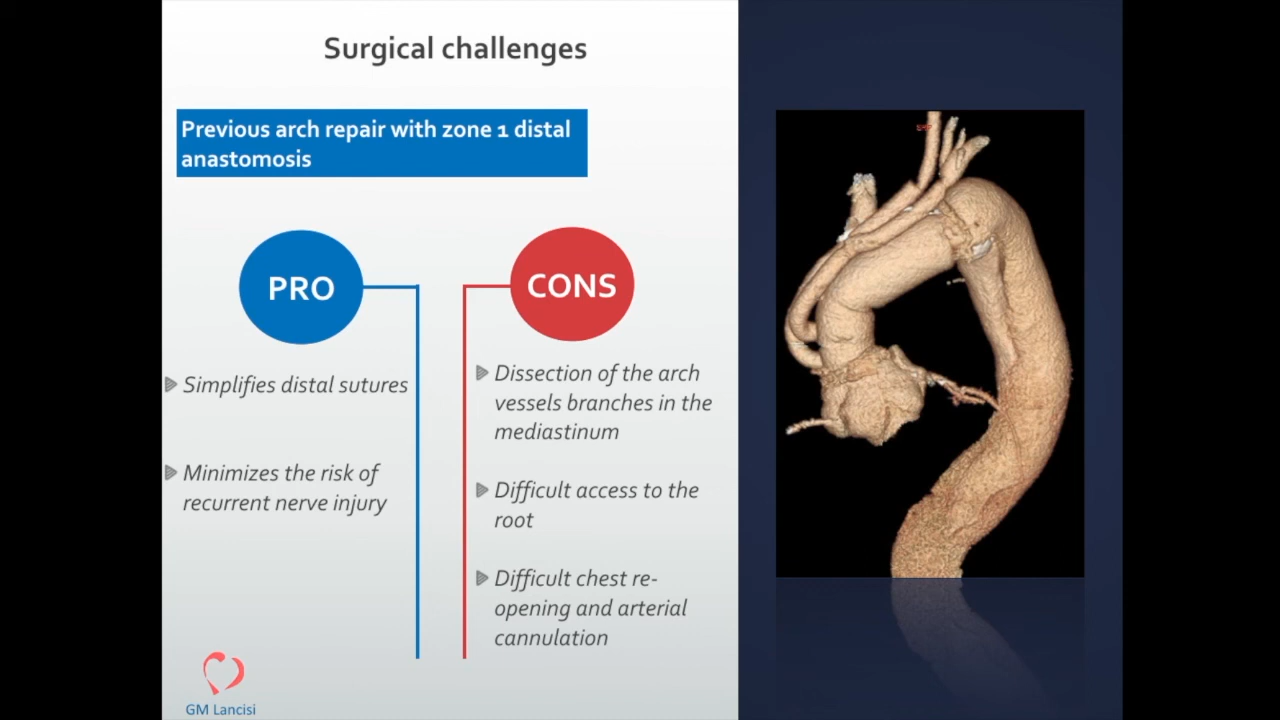 Surgical challenges
Previous arch repair with zone 1 distal
anastomosis
PRO
CONS
Simplifies distal sutures
Minimizes the risk of
recurrent nerve injury
Dissection of the arch
vessels branches in the
mediastinum
Difficult access to the
root
Difficult chest re-
opening and arterial
cannulation
GM Lancisi